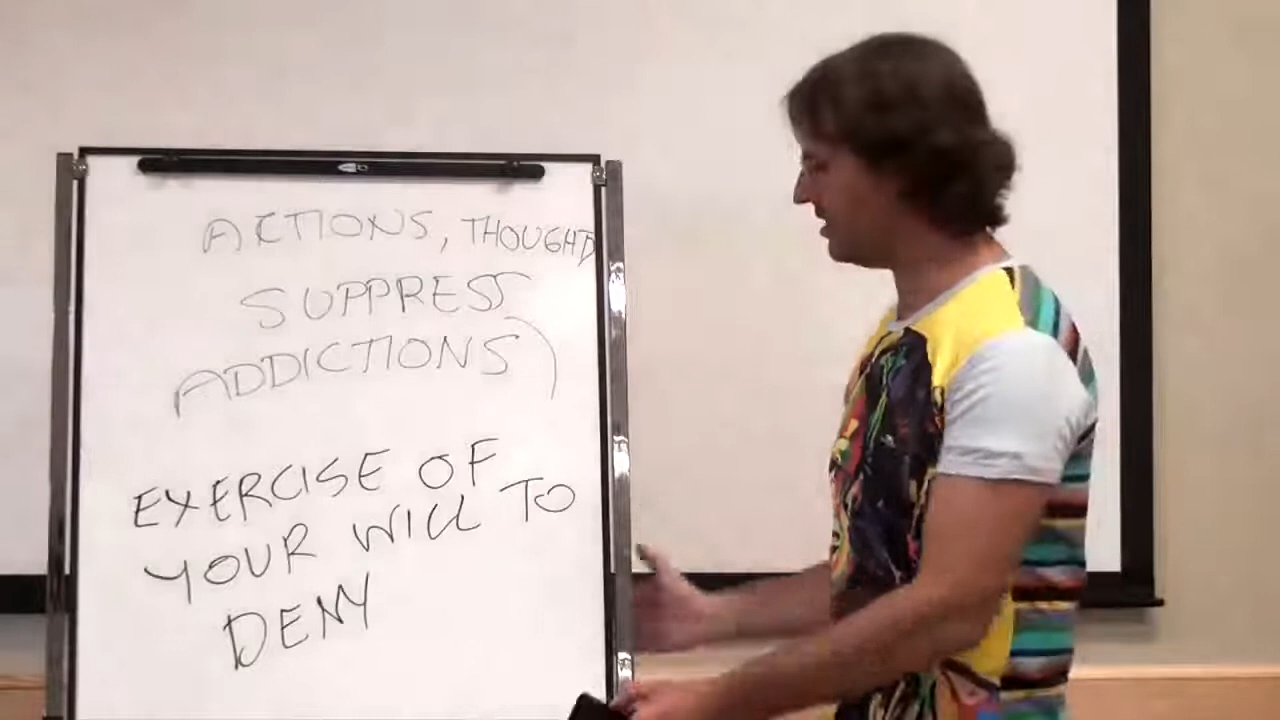 ACTIONS, THOUGHTS
SUPPRESS
ADDICTIONS)
EXERCISE OF
YOUR WILL TO
DENY